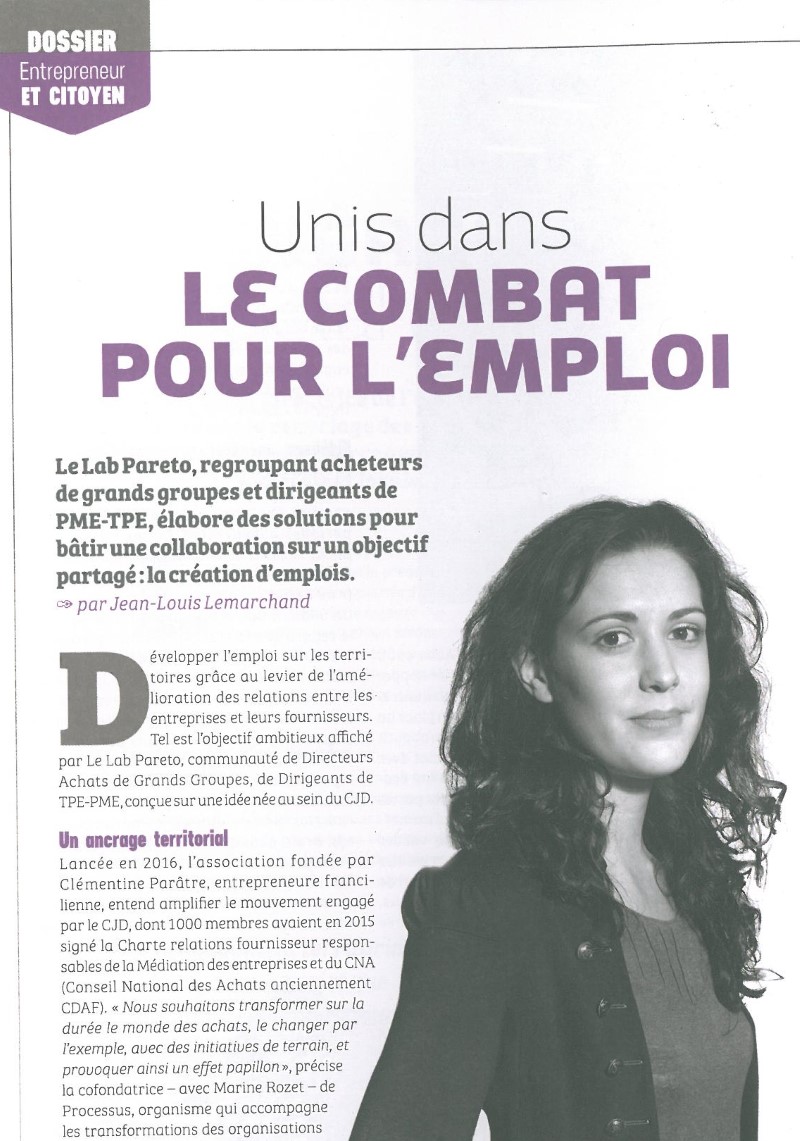 DOSSIER
Entrepreneur
ET CITOYEN
Unis dans
LE COMBAT
POUR L'EMPLOI
Le Lab Pareto, regroupant acheteurs
de grands groupes et dirigeants de
PME-TPE, élabore des solutions pour
bâtir une collaboration sur un objectif
partagé : la création d'emplois.
par Jean-Louis Lemarchand
Développer l'emploi sur les terri-
toires grâce au levier de l'amé-
lioration des relations entre les
entreprises et leurs fournisseurs.
Tel est l'objectif ambitieux affiché
par Le Lab Pareto, communauté de Directeurs
Achats de Grands Groupes, de Dirigeants de
TPE-PME, conçue sur une idée née au sein du CJD.
Un ancrage territorial
Lancée en 2016, l'association fondée par
Clémentine Parâtre, entrepreneure franci-
lienne, entend amplifier le mouvement engagé
par le CJD, dont 1000 membres avaient en 2015
signé la Charte relations fournisseur respon-
sables de la Médiation des entreprises et du CNA
(Conseil National des Achats anciennement
CDAF). « Nous souhaitons transformer sur la
durée le monde des achats, le changer par
l'exemple, avec des initiatives de terrain, et
provoquer ainsi un effet papillon », précise
la cofondatrice – avec Marine Rozet – de
Processus, organisme qui accompagne
les transformations des organisations